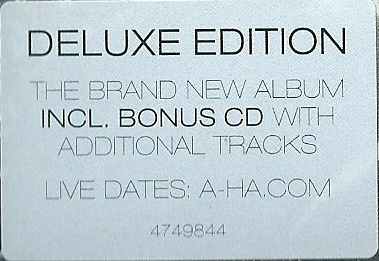 DELUXE EDITION
THE BRAND NEW ALBUM
INCL. BONUS CD WITH
ADDITIONAL TRACKS
LIVE DATES: A-HA.COM
4749844